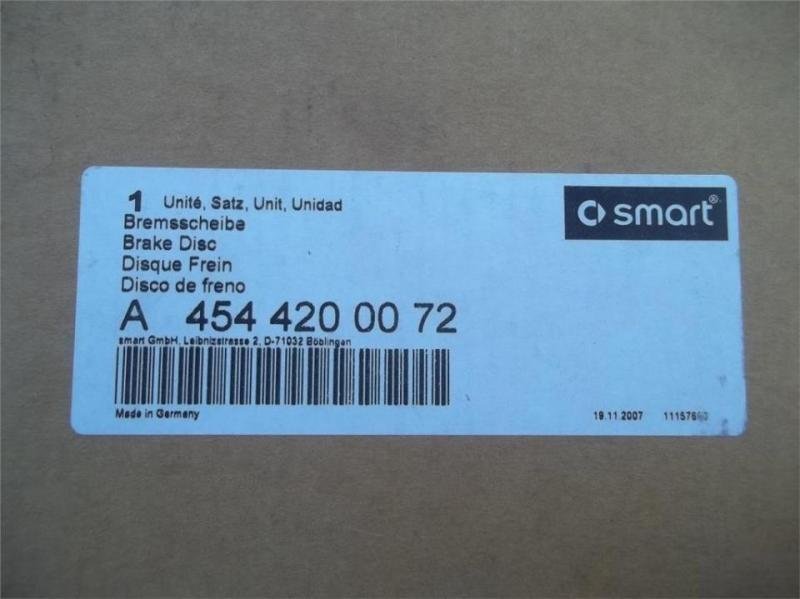 1 Unité, Satz, Unit, Unidad
smart®
Bremsscheibe
Brake Disc
Disque Frein
Disco de freno
A 454 420 00 72
smart GmbH, Leibnizstrasse 2, D-71032 Böblingen
Made in Germany
19.11.2007